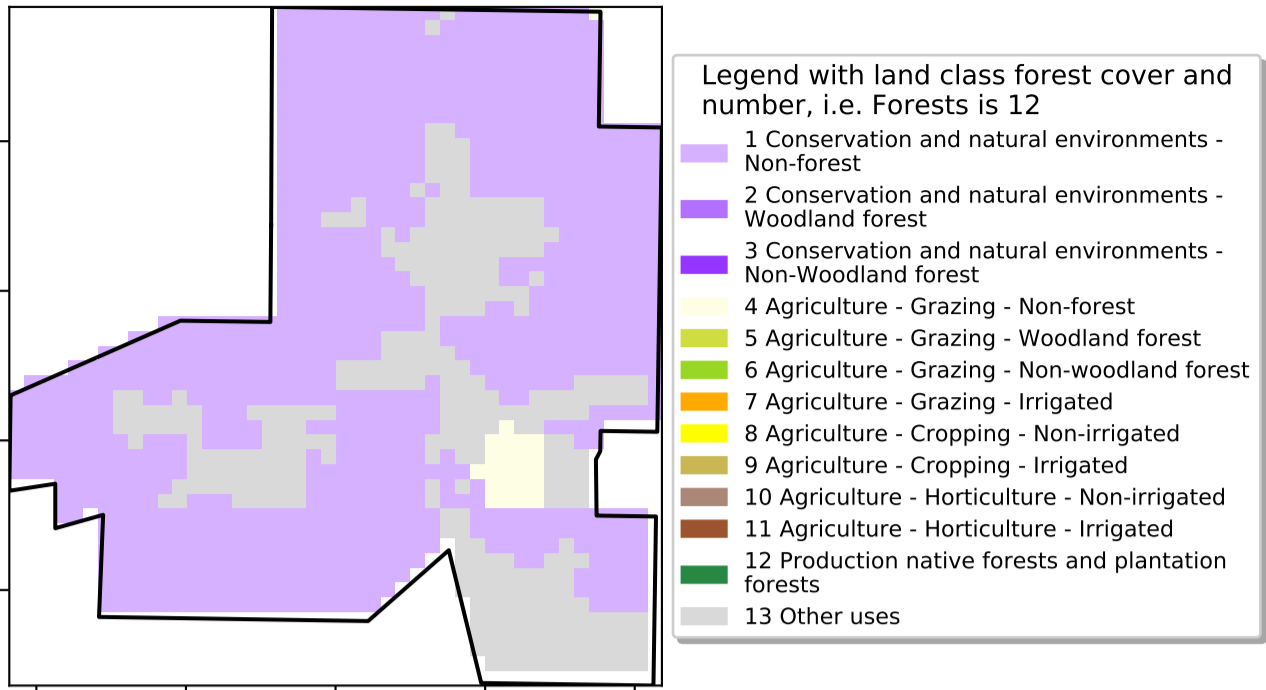 Legend with land class forest cover and
number, i.e. Forests is 12
1 Conservation and natural environments -
Non-forest
2 Conservation and natural environments -
Woodland forest
3 Conservation and natural environments -
Non-Woodland forest
4 Agriculture - Grazing - Non-forest
5 Agriculture - Grazing - Woodland forest
6 Agriculture - Grazing - Non-woodland forest
7 Agriculture - Grazing - Irrigated
8 Agriculture - Cropping - Non-irrigated
9 Agriculture - Cropping - Irrigated
10 Agriculture - Horticulture - Non-irrigated
11 Agriculture - Horticulture - Irrigated
12 Production native forests and plantation
forests
13 Other uses